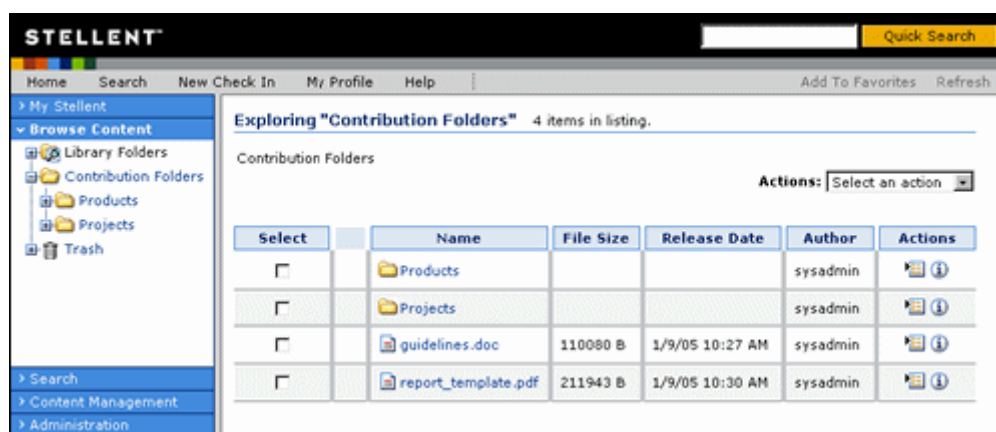 STELLENT
Quick Search
Home Search New Check In My Profile Help Add To Favorites Refresh
My Stellent
Browse Content
Library Folders
Contribution Folders
Products
Projects
Trash
Search
Content Management
Administration
Exploring "Contribution Folders" 4 items in listing.
Contribution Folders
Actions: Select an action
Select Name File Size Release Date Author Actions
Products sysadmin
Projects sysadmin
guidelines.doc 110080 B 1/9/05 10:27 AM sysadmin
report_template.pdf 211943 B 1/9/05 10:30 AM sysadmin